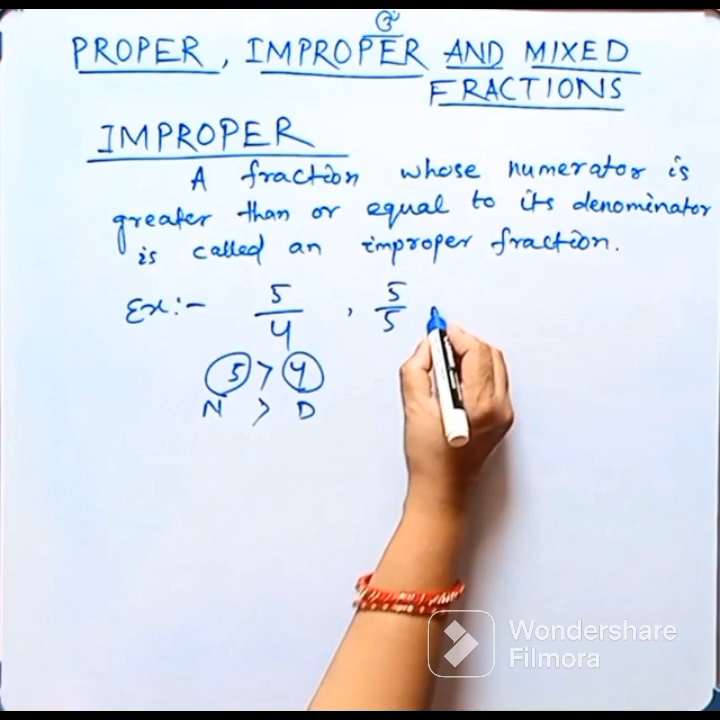 ॐ
PROPER, IMPROPER AND MIXED
FRACTIONS
IMPROPER
A fraction whose numerator is
greater than or equal to its denominator
is called an improper fraction.
Ex:- 5/4 , 5/5
5 > 4
N > D
Wondershare
Filmora